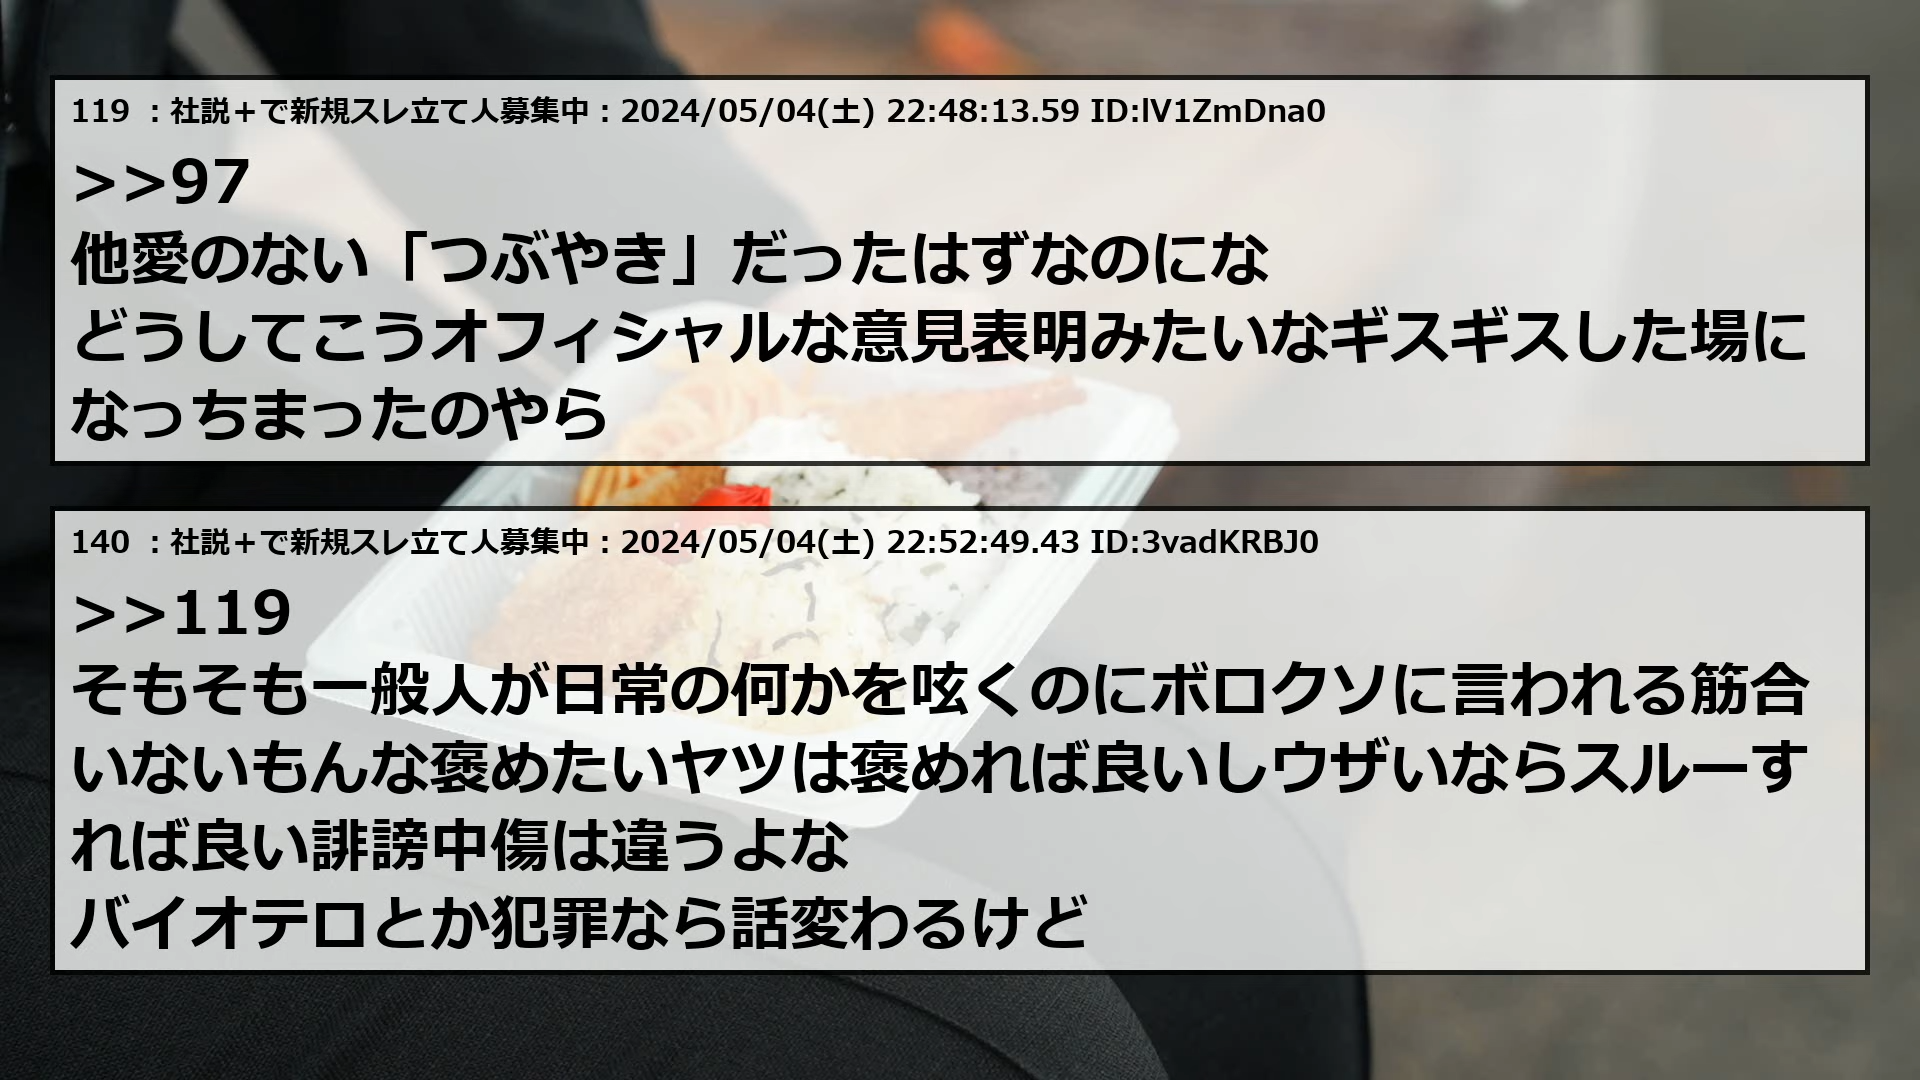 119 ：社説＋で新規スレ立て人募集中：2024/05/04(土) 22:48:13.59 ID:lV1ZmDna0
>>97
他愛のない「つぶやき」だったはずなのにな
どうしてこうオフィシャルな意見表明みたいなギスギスした場に
なっちまったのやら
140 ：社説＋で新規スレ立て人募集中：2024/05/04(土) 22:52:49.43 ID:3vadKRBJ0
>>119
そもそも一般人が日常の何かを呟くのにボロクソに言われる筋合
いないもんな褒めたいヤツは褒めれば良いしウザいならスルーす
れば良い誹謗中傷は違うよな
バイオテロとか犯罪なら話変わるけど